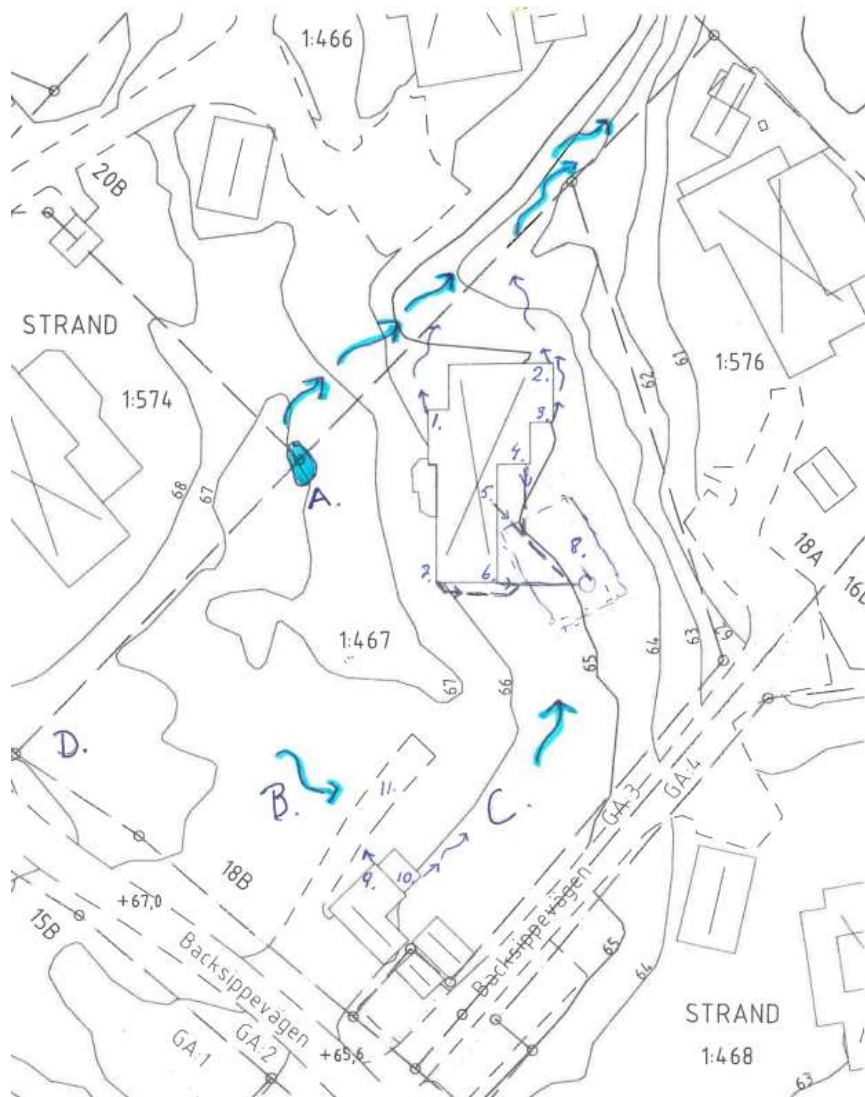 1:466
20B
STRAND
1:574
68
67
A.
1.
2.
3.
4.
5.
6.
7.
8.
1:576
61
62
18A
1:467
67
66
65
64
63
62
D.
B.
C.
11.
9.
10.
GA:3
GA:4
+67,0
18B
15B
Backsippevägen
Backsippevägen
GA:1
GA:2
+65,6
65
64
STRAND
1:468
63